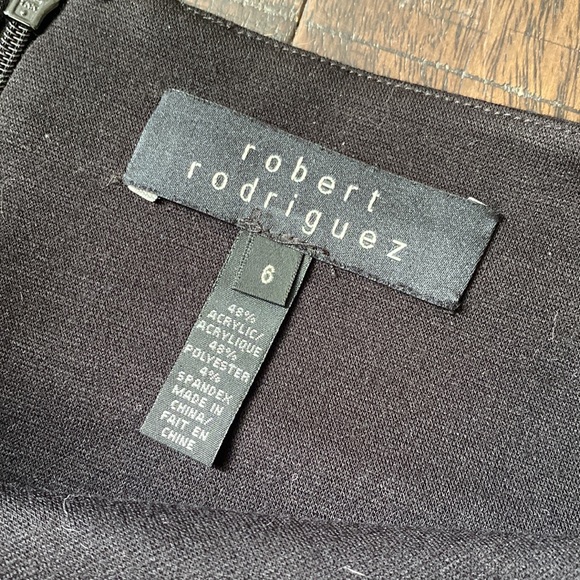 robert
rodriguez
6
48%
ACRYLIC/
ACRYLIQUE
48%
POLYESTER
4%
SPANDEX
MADE IN
CHINA/
FAIT EN
CHINE